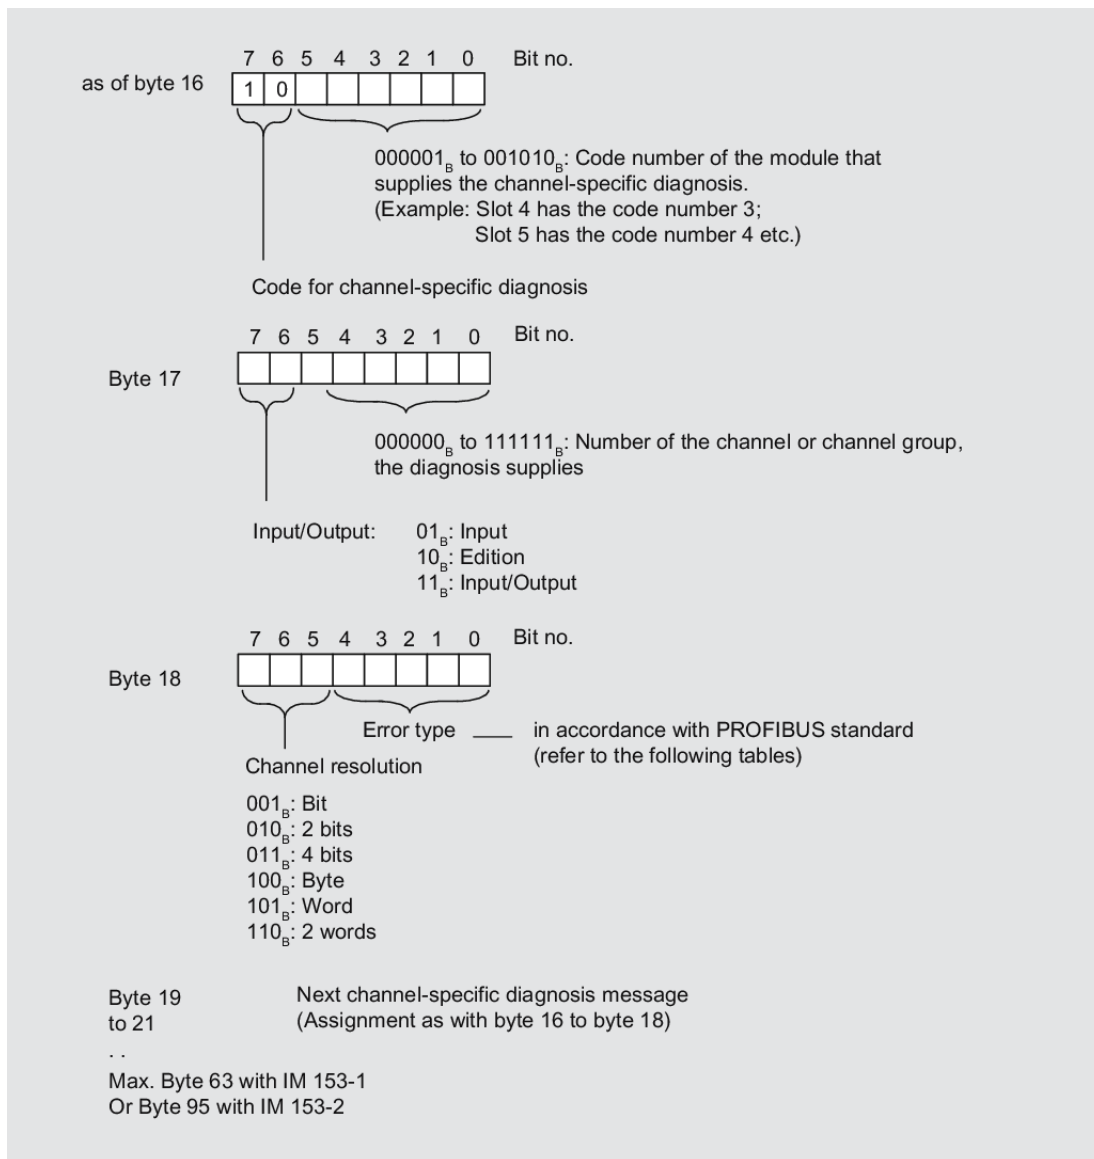 7 6 5 4 3 2 1 0 Bit no.
as of byte 16 1 0
000001B to 001010B: Code number of the module that
supplies the channel-specific diagnosis.
(Example: Slot 4 has the code number 3;
Slot 5 has the code number 4 etc.)
Code for channel-specific diagnosis
7 6 5 4 3 2 1 0 Bit no.
Byte 17
000000B to 111111B: Number of the channel or channel group,
the diagnosis supplies
Input/Output: 01B: Input
10B: Edition
11B: Input/Output
7 6 5 4 3 2 1 0 Bit no.
Byte 18
Error type in accordance with PROFIBUS standard
(refer to the following tables)
Channel resolution
001B: Bit
010B: 2 bits
011B: 4 bits
100B: Byte
101B: Word
110B: 2 words
Byte 19 Next channel-specific diagnosis message
to 21 (Assignment as with byte 16 to byte 18)
. .
Max. Byte 63 with IM 153-1
Or Byte 95 with IM 153-2